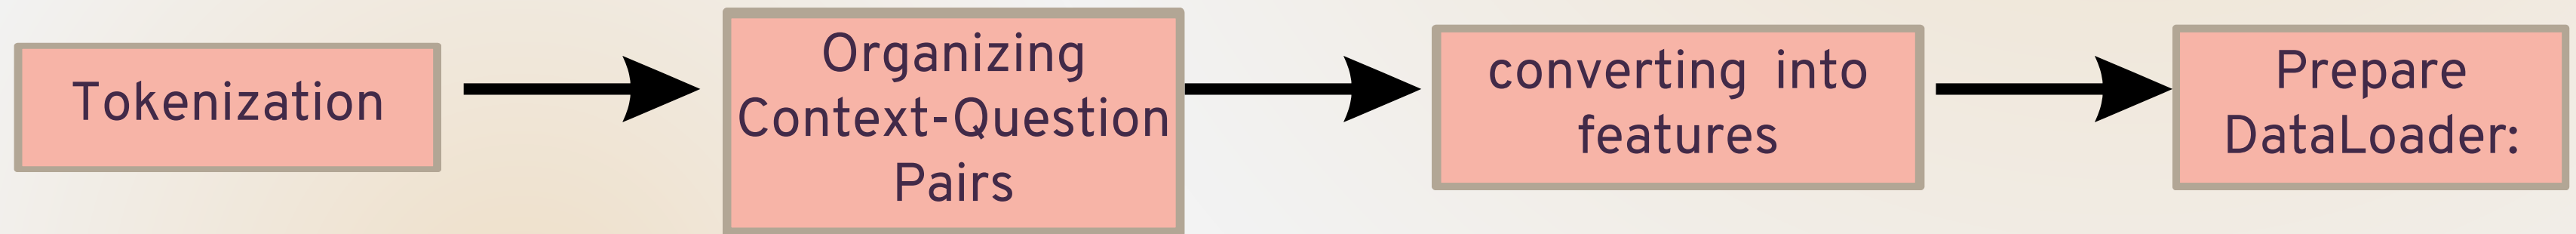 Tokenization
Organizing
Context-Question
Pairs
converting into
features
Prepare
DataLoader: